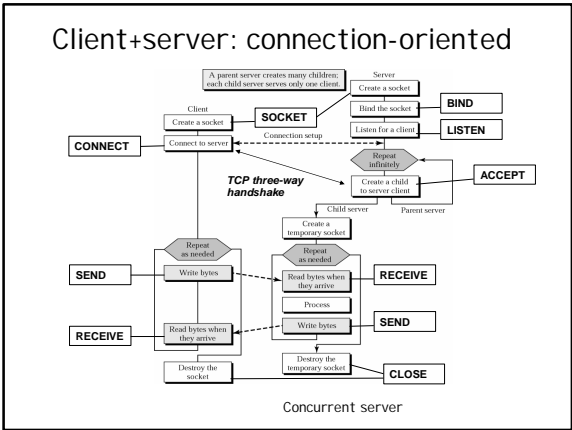 Client+server: connection-oriented
A parent server creates many children;
each child server serves only one client.
Server
Create a socket
Client
Create a socket
SOCKET
Bind the socket
BIND
Listen for a client
LISTEN
CONNECT
Connect to server
Connection setup
Repeat
infinitely
TCP three-way
handshake
Create a child
to server client
ACCEPT
Child server
Parent server
Create a
temporary socket
Repeat
as needed
Repeat
as needed
SEND
Write bytes
Read bytes when
they arrive
RECEIVE
Process
RECEIVE
Read bytes when
they arrive
Write bytes
SEND
Destroy the
socket
Destroy the
temporary socket
CLOSE
Concurrent server